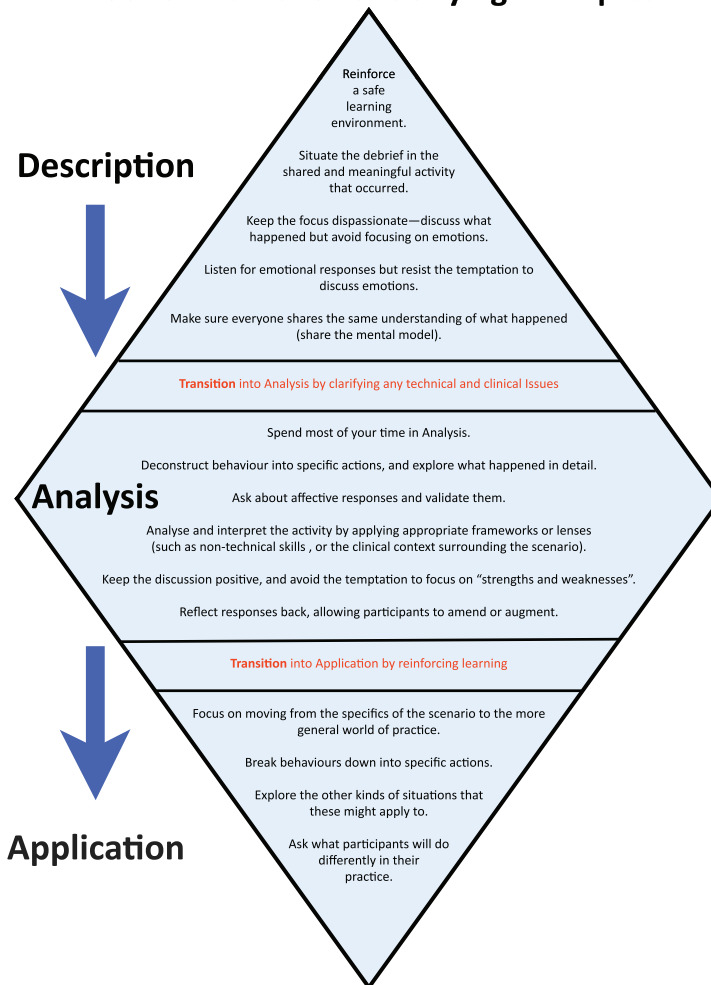 Reinforce
a safe
learning
environment.
Description
Situate the debrief in the
shared and meaningful activity
that occurred.
Keep the focus dispassionate—discuss what
happened but avoid focusing on emotions.
Listen for emotional responses but resist the temptation to
discuss emotions.
Make sure everyone shares the same understanding of what happened
(share the mental model).
Transition into Analysis by clarifying any technical and clinical Issues
Spend most of your time in Analysis.
Deconstruct behaviour into specific actions, and explore what happened in detail.
Analysis
Ask about affective responses and validate them.
Analyse and interpret the activity by applying appropriate frameworks or lenses
(such as non-technical skills , or the clinical context surrounding the scenario).
Keep the discussion positive, and avoid the temptation to focus on “strengths and weaknesses”.
Reflect responses back, allowing participants to amend or augment.
Transition into Application by reinforcing learning
Focus on moving from the specifics of the scenario to the more
general world of practice.
Break behaviours down into specific actions.
Explore the other kinds of situations that
these might apply to.
Application
Ask what participants will do
differently in their
practice.